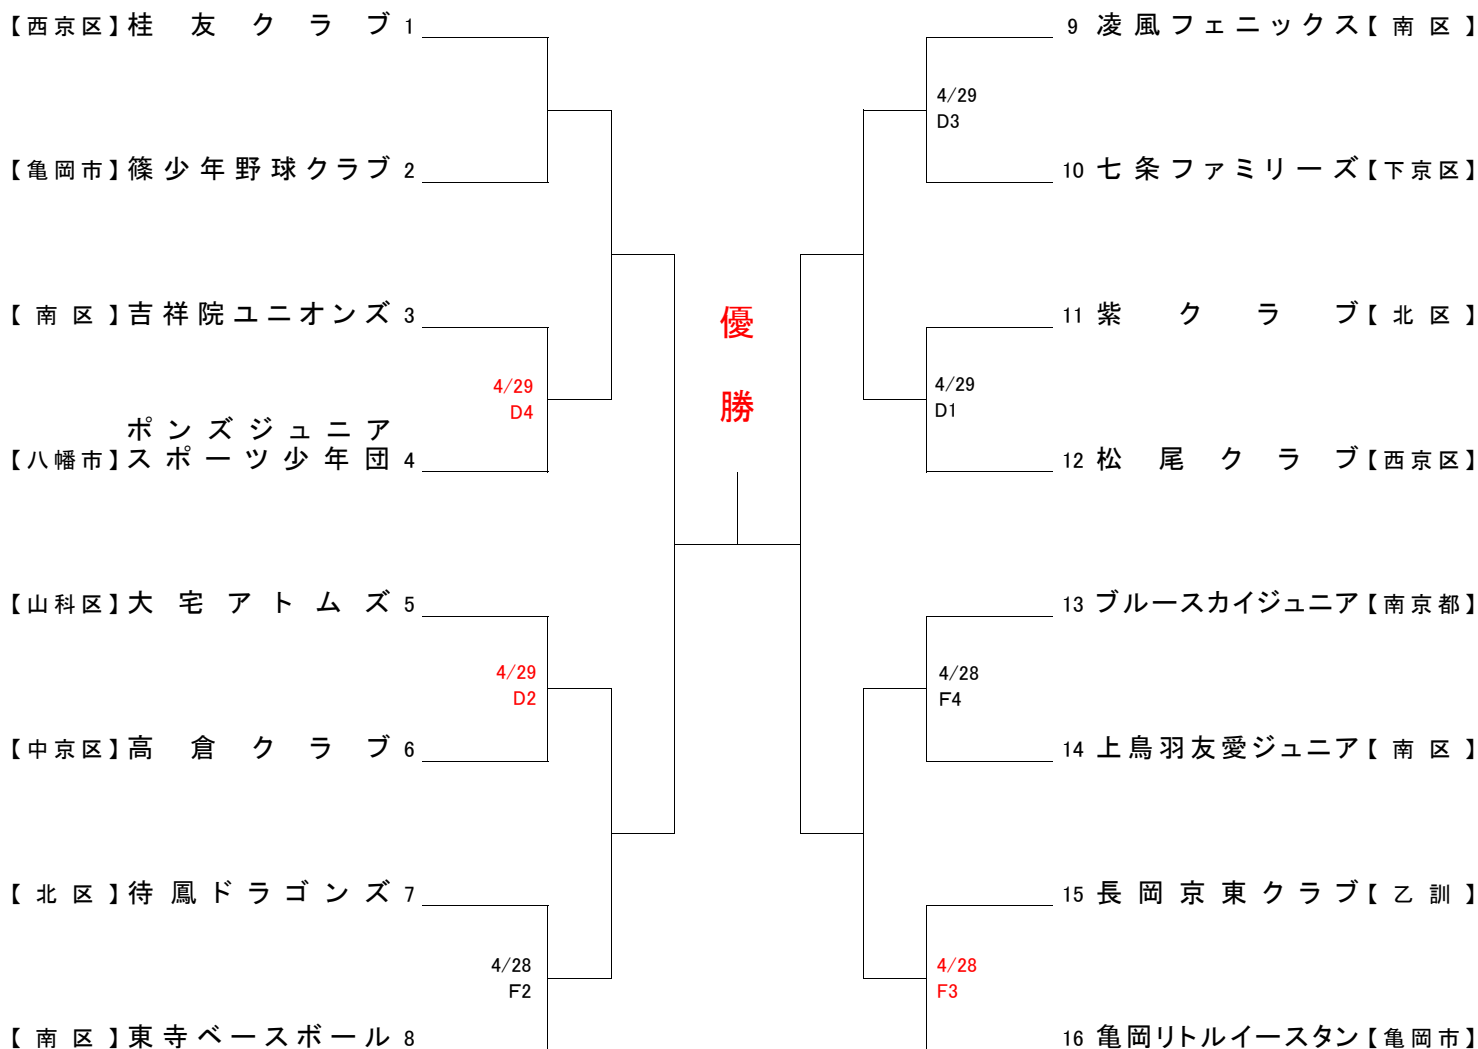 【西京区】桂友クラブ 1
【亀岡市】篠少年野球クラブ 2
【南区】吉祥院ユニオンズ 3
4/29
D4
ポンズジュニア
【八幡市】スポーツ少年団 4
【山科区】大宅アトムズ 5
4/29
D2
【中京区】高倉クラブ 6
【北区】待鳳ドラゴンズ 7
4/28
F2
【南区】東寺ベースボール 8
優
勝
9 凌風フェニックス【南区】
4/29
D3
10 七条ファミリーズ【下京区】
11 紫クラブ【北区】
4/29
D1
12 松尾クラブ【西京区】
13 ブルースカイジュニア【南京都】
4/28
F4
14 上鳥羽友愛ジュニア【南区】
15 長岡京東クラブ【乙訓】
4/28
F3
16 亀岡リトルイースタン【亀岡市】